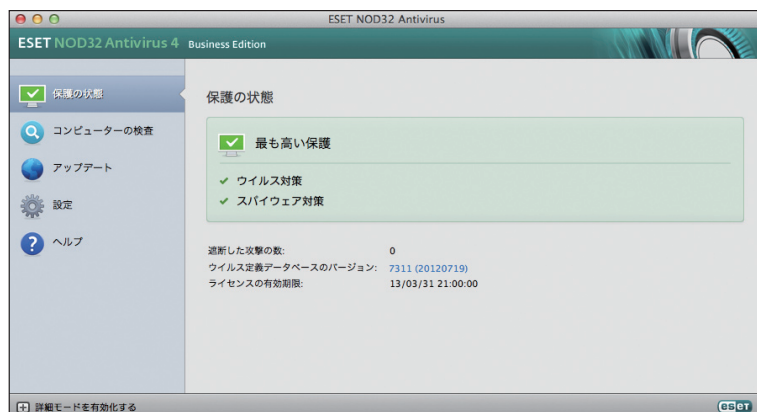 ESET NOD32 Antivirus
ESET NOD32 Antivirus 4 Business Edition
保護の状態
コンピューターの検査
アップデート
設定
ヘルプ
保護の状態
最も高い保護
ウイルス対策
スパイウェア対策
遮断した攻撃の数: 0
ウイルス定義データベースのバージョン: 7311 (20120719)
ライセンスの有効期限: 13/03/31 21:00:00
詳細モードを有効化する
eset